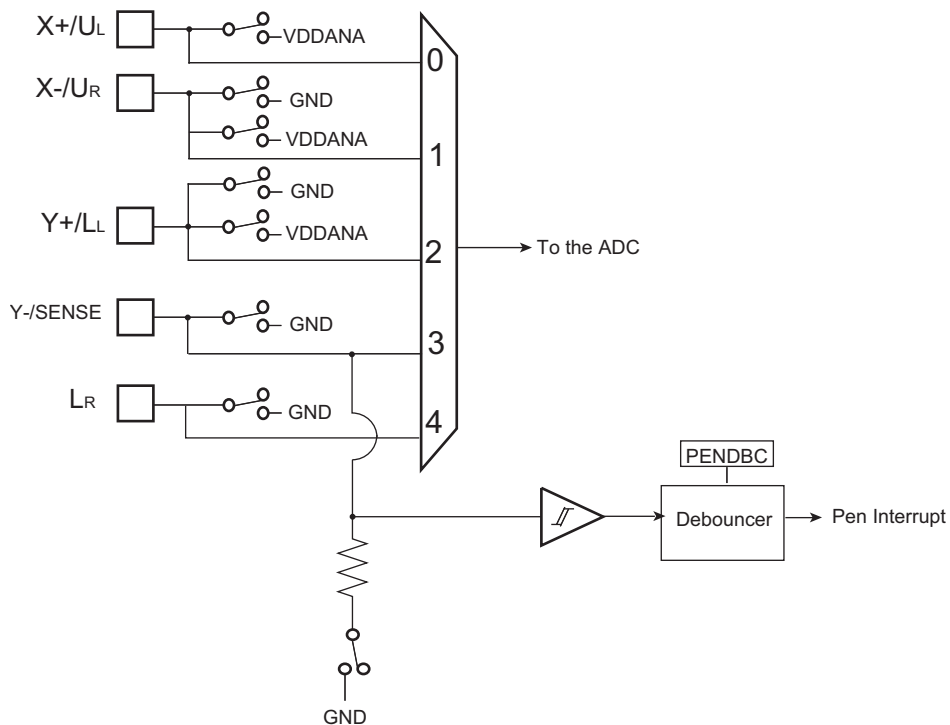 X+/UL
VDDANA
0
X-/UR
GND
VDDANA
1
GND
Y+/LL
VDDANA
2
To the ADC
Y-/SENSE
GND
3
LR
GND
4
PENDBC
Debouncer
Pen Interrupt
GND